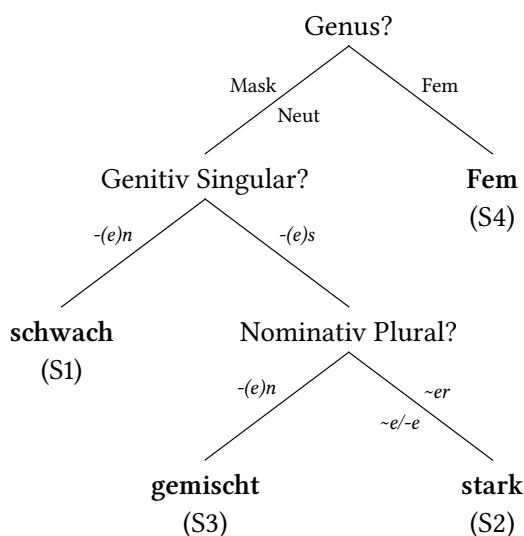 Genus?
Mask
Neut
Fem
Genitiv Singular?
Fem
(S4)
-(e)n
-(e)s
schwach
(S1)
Nominativ Plural?
-(e)n
~er
~e/-e
gemischt
(S3)
stark
(S2)